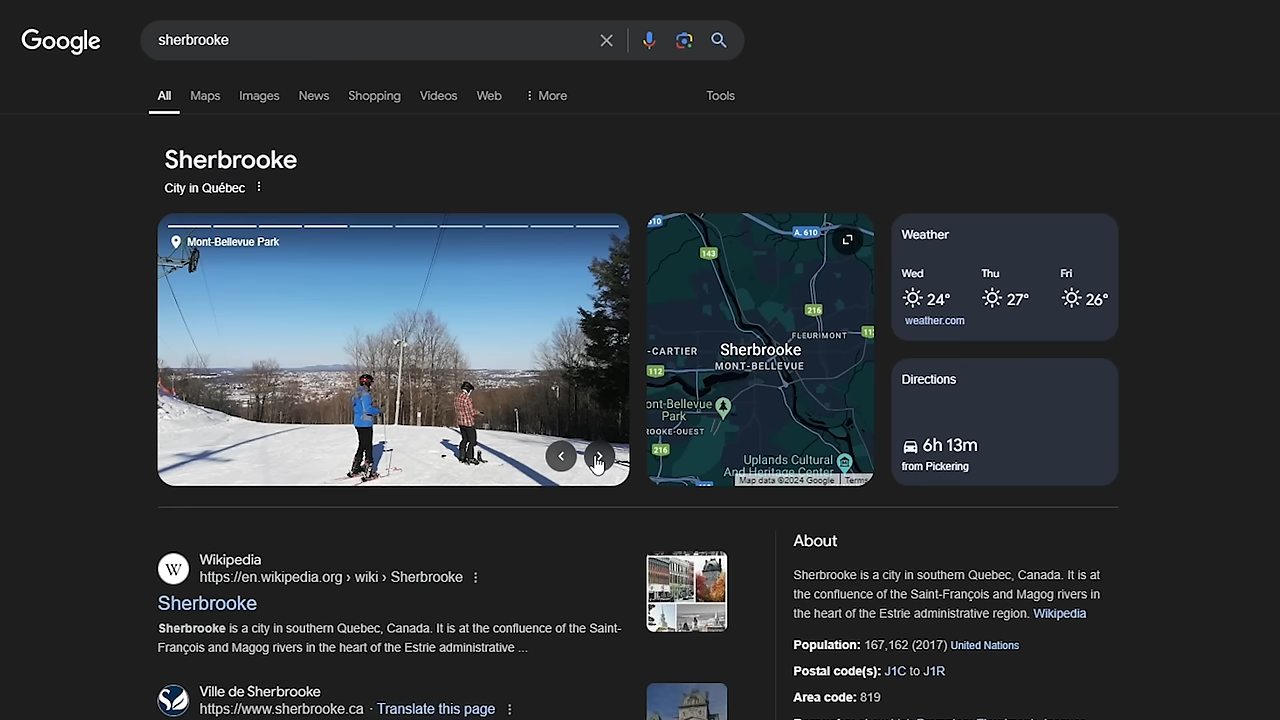 Google
sherbrooke
All
Maps
Images
News
Shopping
Videos
Web
More
Tools
Sherbrooke
City in Québec
Mont-Bellevue Park
A. 610
143
216
FLEURIMONT
-CARTIER
Sherbrooke
MONT-BELLEVUE
112
ont-Bellevue
Park
ROOKE-OUEST
216
Uplands Cultural
And Heritage Center
Map data ©2024 Google
Terms
Weather
Wed
Thu
Fri
24°
27°
26°
weather.com
Directions
6h 13m
from Pickering
Wikipedia
https://en.wikipedia.org › wiki › Sherbrooke
Sherbrooke
Sherbrooke is a city in southern Quebec, Canada. It is at the confluence of the Saint-
François and Magog rivers in the heart of the Estrie administrative ...
Ville de Sherbrooke
https://www.sherbrooke.ca · Translate this page
About
Sherbrooke is a city in southern Quebec, Canada. It is at
the confluence of the Saint-François and Magog rivers in
the heart of the Estrie administrative region. Wikipedia
Population: 167,162 (2017) United Nations
Postal code(s): J1C to J1R
Area code: 819